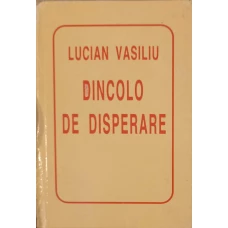 LUCIAN VASILIU
DINCOLO
DE DISPERARE